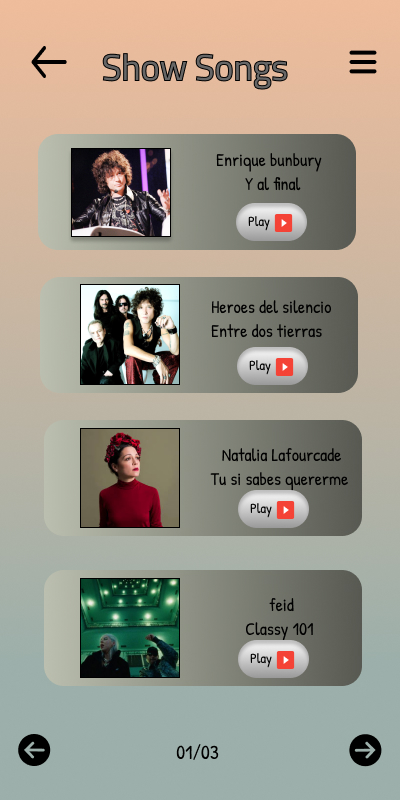 Show Songs
Enrique bunbury
Y al final
Play
Heroes del silencio
Entre dos tierras
Play
Natalia Lafourcade
Tu si sabes quererme
Play
feid
Classy 101
Play
01/03